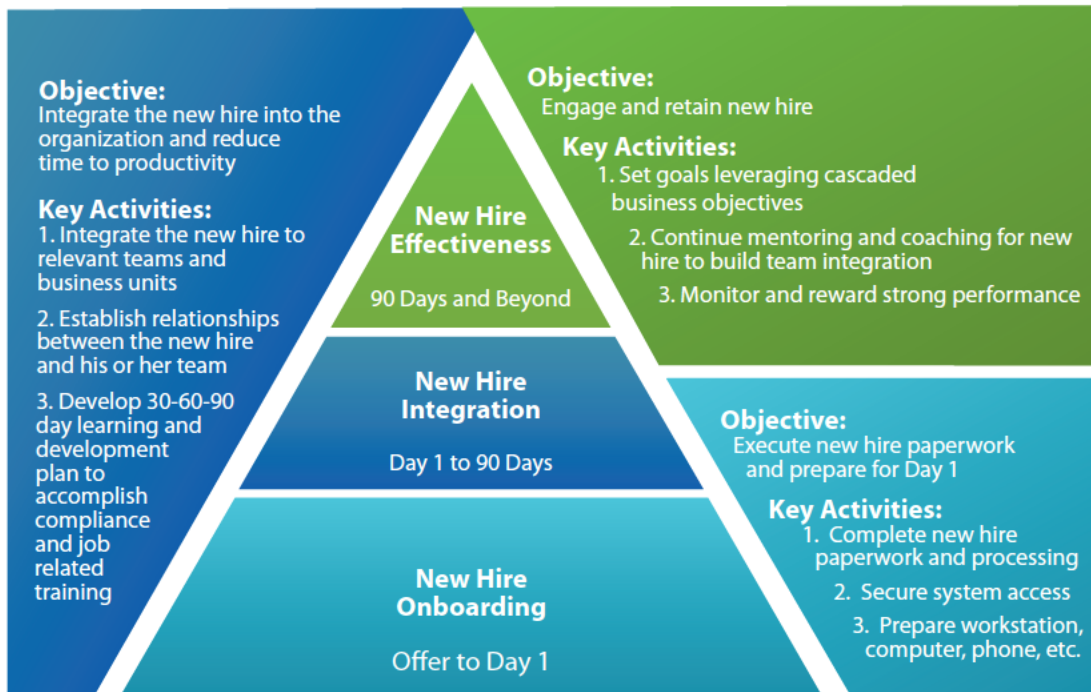 Objective:
Integrate the new hire into the
organization and reduce
time to productivity
Key Activities:
1. Integrate the new hire to
relevant teams and
business units
2. Establish relationships
between the new hire
and his or her team
3. Develop 30-60-90
day learning and
development
plan to
accomplish
compliance
and job
related
training
New Hire
Effectiveness
90 Days and Beyond
New Hire
Integration
Day 1 to 90 Days
New Hire
Onboarding
Offer to Day 1
Objective:
Engage and retain new hire
Key Activities:
1. Set goals leveraging cascaded
business objectives
2. Continue mentoring and coaching for new
hire to build team integration
3. Monitor and reward strong performance
Objective:
Execute new hire paperwork
and prepare for Day 1
Key Activities:
1. Complete new hire
paperwork and processing
2. Secure system access
3. Prepare workstation,
computer, phone, etc.